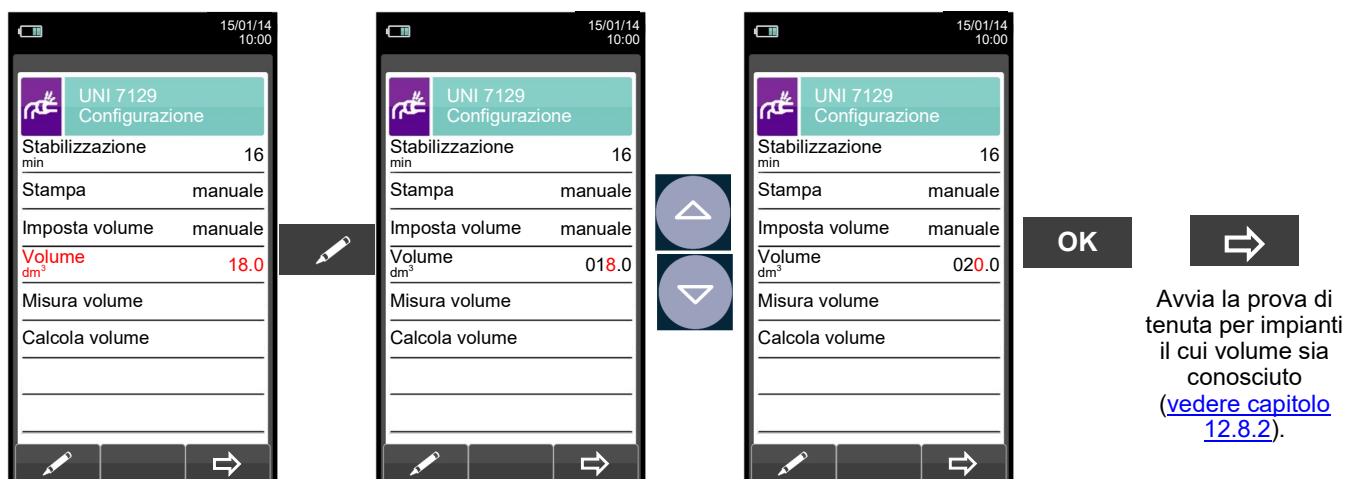 15/01/14
10:00
UNI 7129
Configurazione
Stabilizzazione
min
16
Stampa manuale
Imposta volume manuale
Volume
dm³
18.0
Misura volume
Calcola volume
15/01/14
10:00
UNI 7129
Configurazione
Stabilizzazione
min
16
Stampa manuale
Imposta volume manuale
Volume
dm³
018.0
Misura volume
Calcola volume
15/01/14
10:00
UNI 7129
Configurazione
Stabilizzazione
min
16
Stampa manuale
Imposta volume manuale
Volume
dm³
020.0
Misura volume
Calcola volume
OK
Avvia la prova di
tenuta per impianti
il cui volume sia
conosciuto
(vedere capitolo
12.8.2).